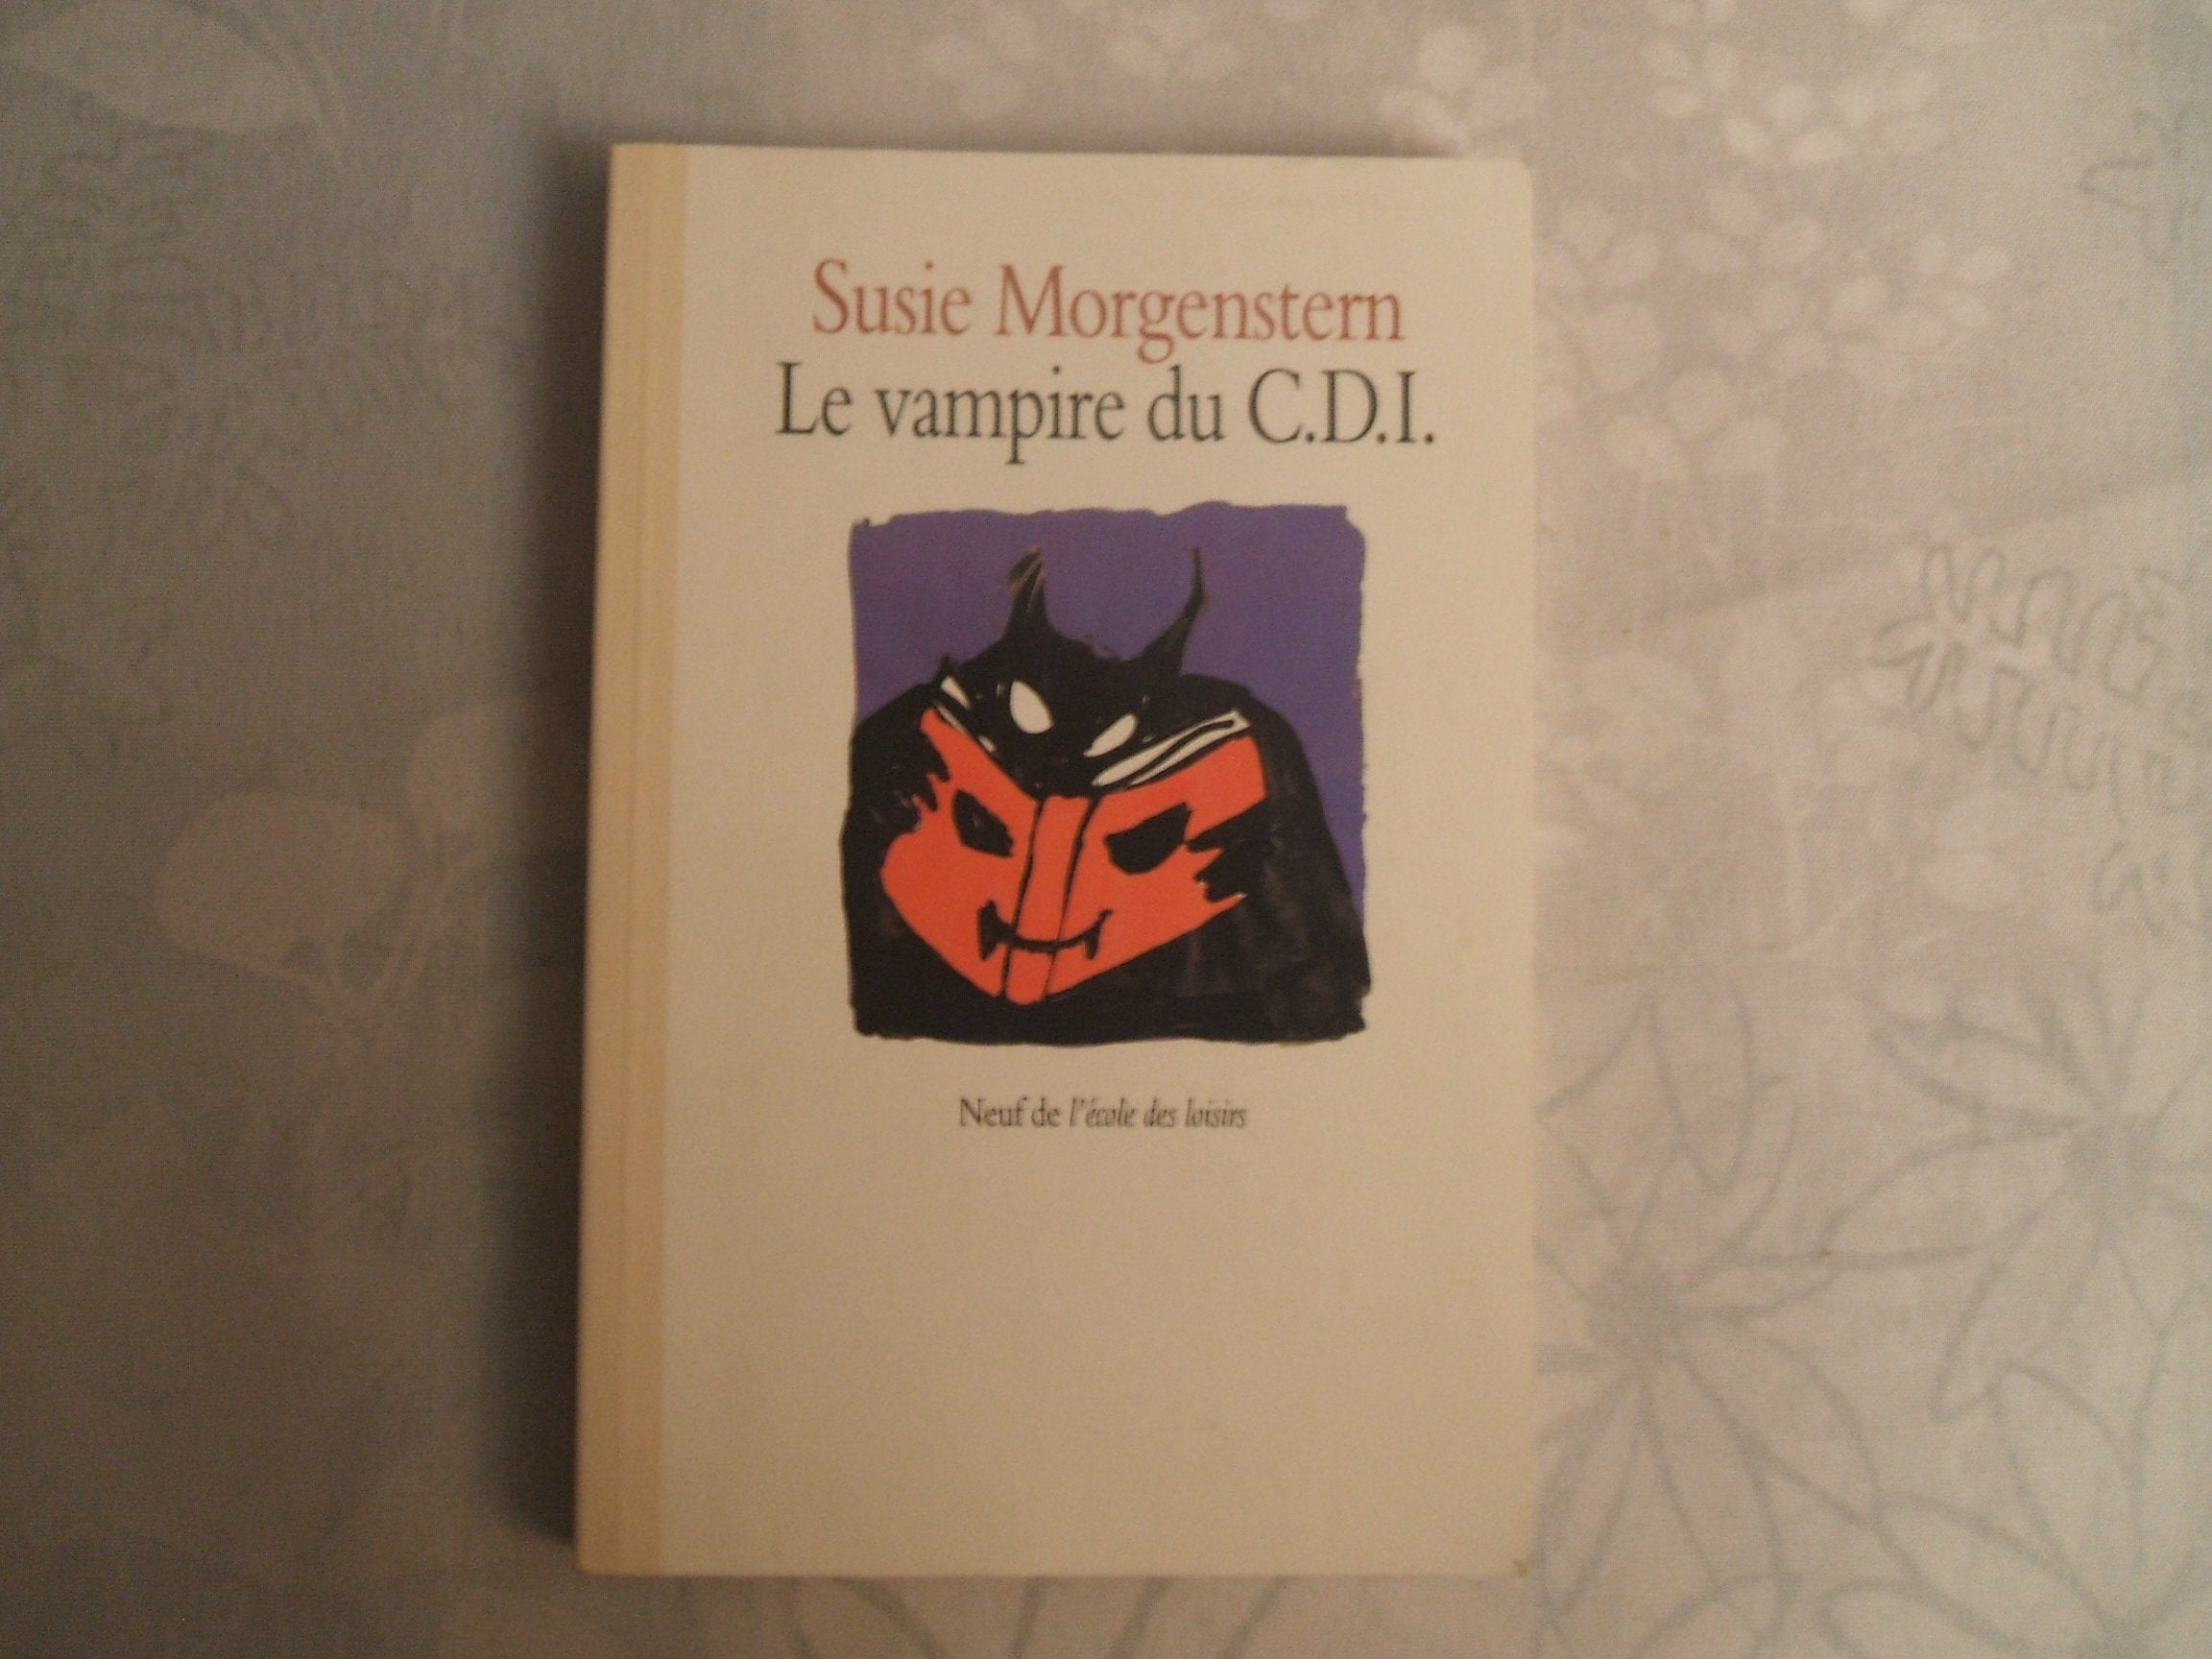 Susie Morgenstern
Le vampire du C.D.I.
Neuf de l'école des loisirs